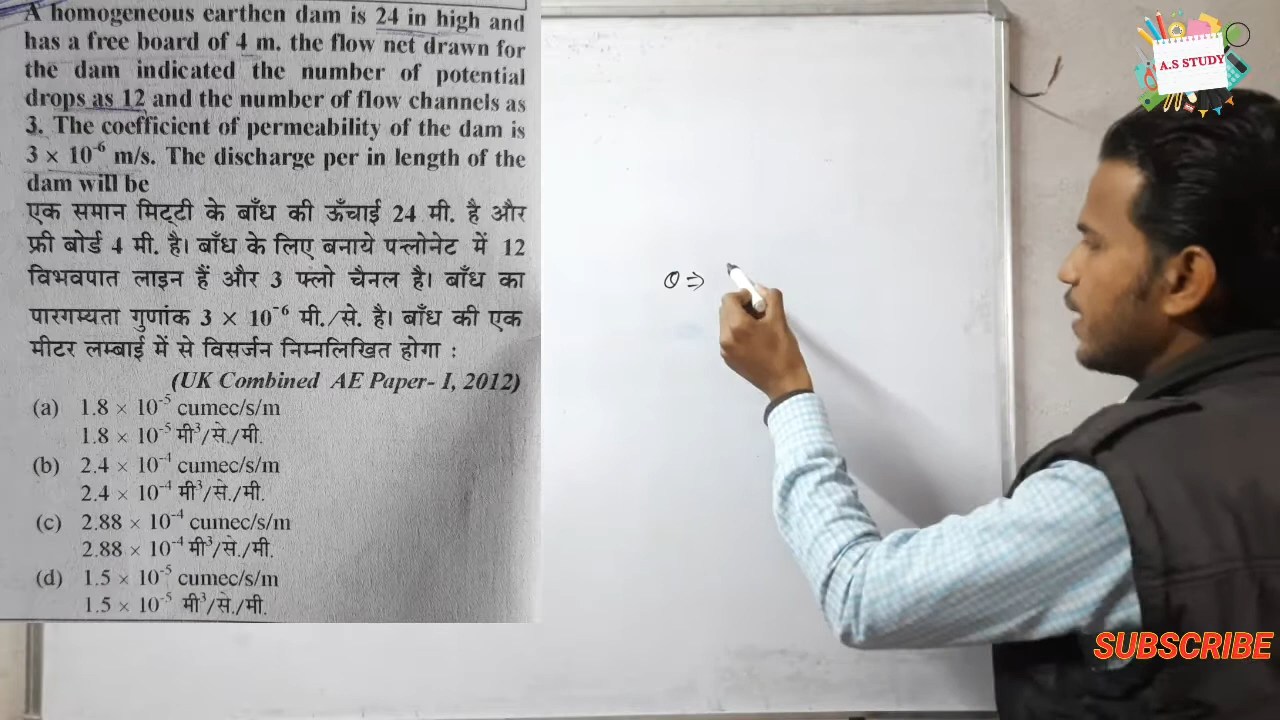 A homogeneous earthen dam is 24 in high and
has a free board of 4 m. the flow net drawn for
the dam indicated the number of potential
drops as 12 and the number of flow channels as
3. The coefficient of permeability of the dam is
3 × 10⁻⁶ m/s. The discharge per in length of the
dam will be
एक समान मिट्टी के बाँध की ऊँचाई 24 मी. है और
फ्री बोर्ड 4 मी. है। बाँध के लिए बनाये फ्लोनेट में 12
विभवपात लाइन हैं और 3 फ्लो चैनल है। बाँध का
पारगम्यता गुणांक 3 × 10⁻⁶ मी./से. है। बाँध की एक
मीटर लम्बाई में से विसर्जन निम्नलिखित होगा :
(UK Combined AE Paper- I, 2012)
(a) 1.8 × 10⁻⁵ cumec/s/m
1.8 × 10⁻⁵ मी³/से./मी.
(b) 2.4 × 10⁻⁴ cumec/s/m
2.4 × 10⁻⁴ मी³/से./मी.
(c) 2.88 × 10⁻⁴ cumec/s/m
2.88 × 10⁻⁴ मी³/से./मी.
(d) 1.5 × 10⁻⁵ cumec/s/m
1.5 × 10⁻⁵ मी³/से./मी.
Q ⇒
A.S STUDY
SUBSCRIBE